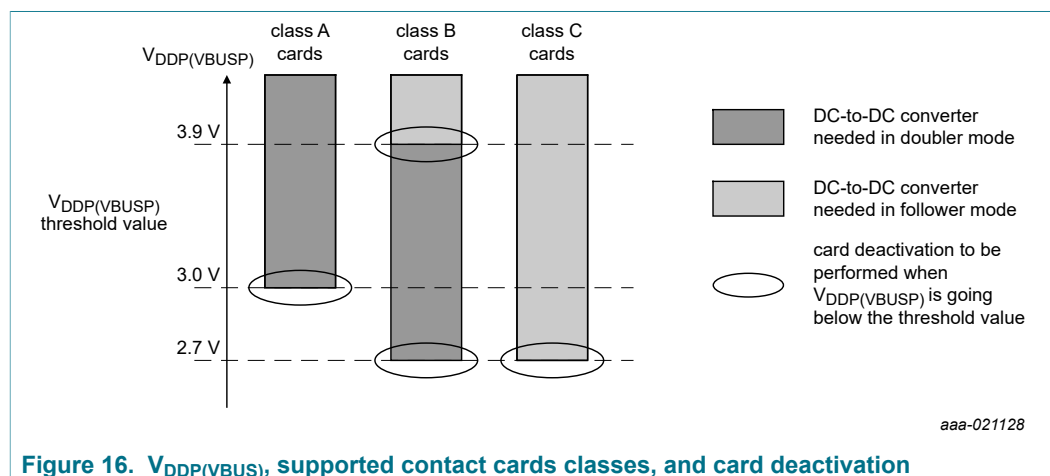 class A
cards
class B
cards
class C
cards
VDDP(VBUSP)
3.9 V
VDDP(VBUSP)
threshold value
3.0 V
2.7 V
DC-to-DC converter
needed in doubler mode
DC-to-DC converter
needed in follower mode
card deactivation to be
performed when
VDDP(VBUSP) is going
below the threshold value
aaa-021128
Figure 16. VDDP(VBUS), supported contact cards classes, and card deactivation